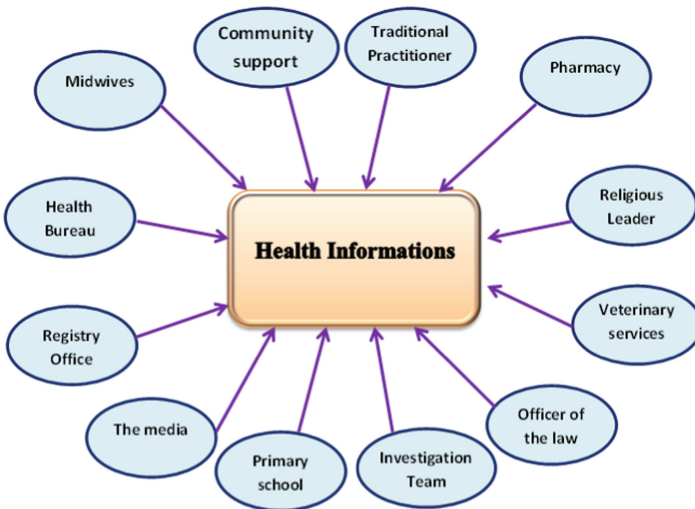 Community
support
Traditional
Practitioner
Midwives
Pharmacy
Health
Bureau
Religious
Leader
Health Informations
Registry
Office
Veterinary
services
The media
Officer of
the law
Primary
school
Investigation
Team